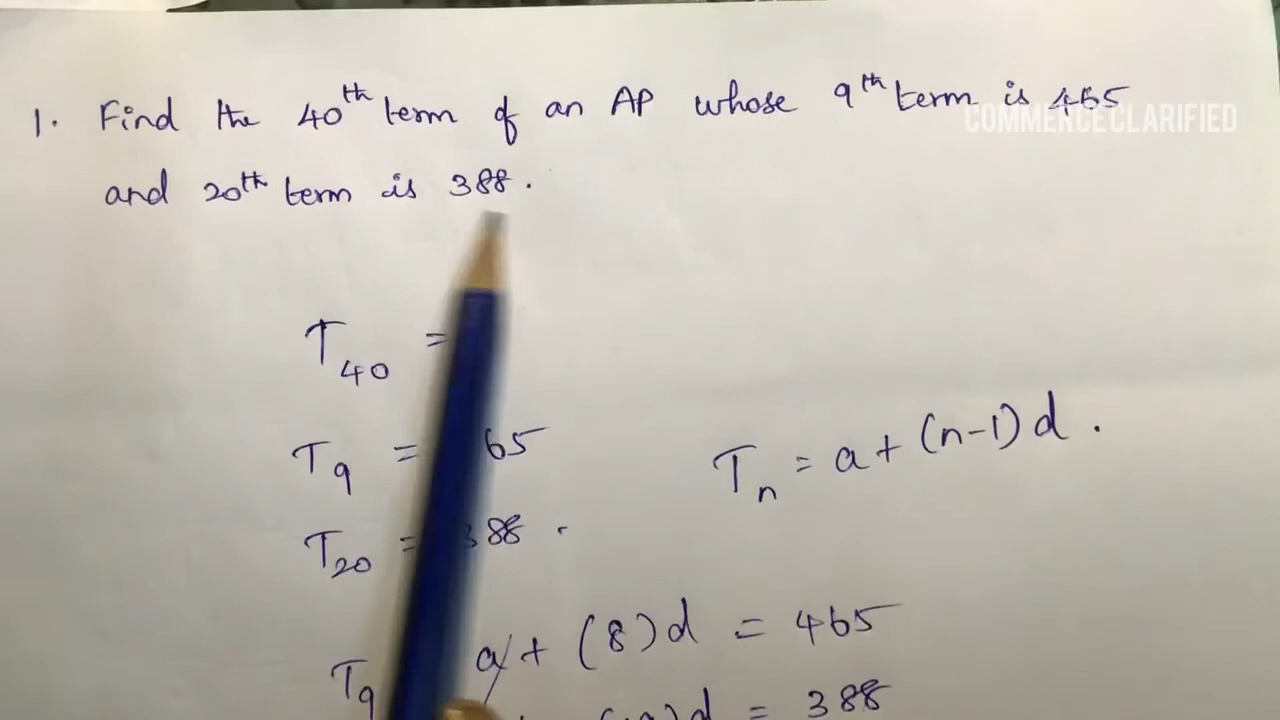 1. Find the 40th term of an AP whose 9th term is 465
COMMERCE CLARIFIED
and 20th term is 388.
T40 =
T9 = 65
Tn = a + (n-1) d .
T20 = 388 .
T9 a + (8) d = 465
d = 388